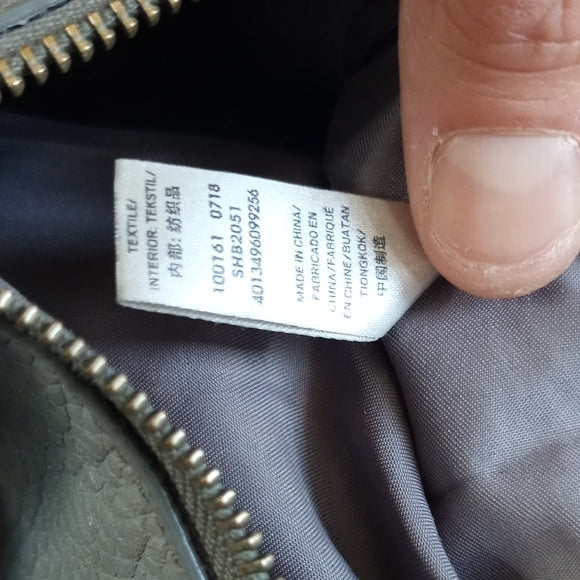 TEXTILE/
INTERIOR. TEKSTIL/
内部: 纺织品
100161 0718
SHB2051
4013496099256
MADE IN CHINA/
FABRICADO EN
CHINA/FABRIQUÉ
EN CHINE/BUATAN
TIONGKOK/
中国制造